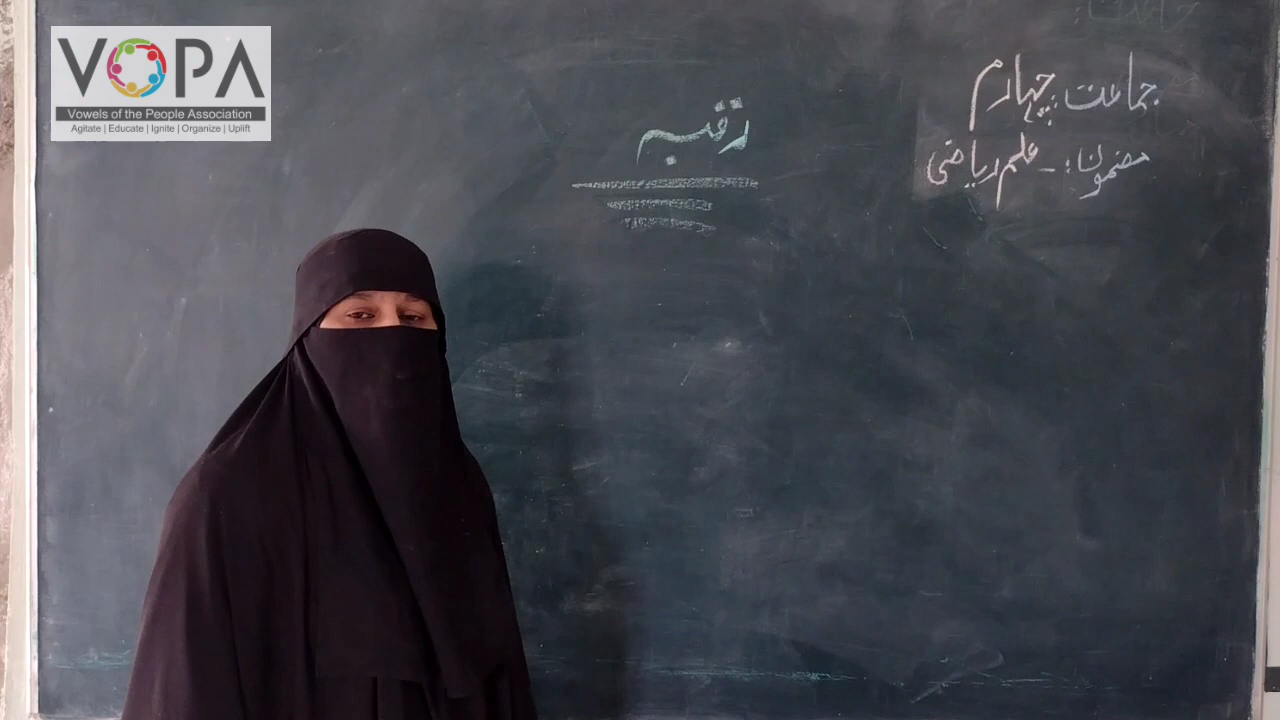 VOPA
Vowels of the People Association
Agitate | Educate | Ignite | Organize | Uplift
جماعت چہارم
مضمون :- علم ریاضی
رقبہ